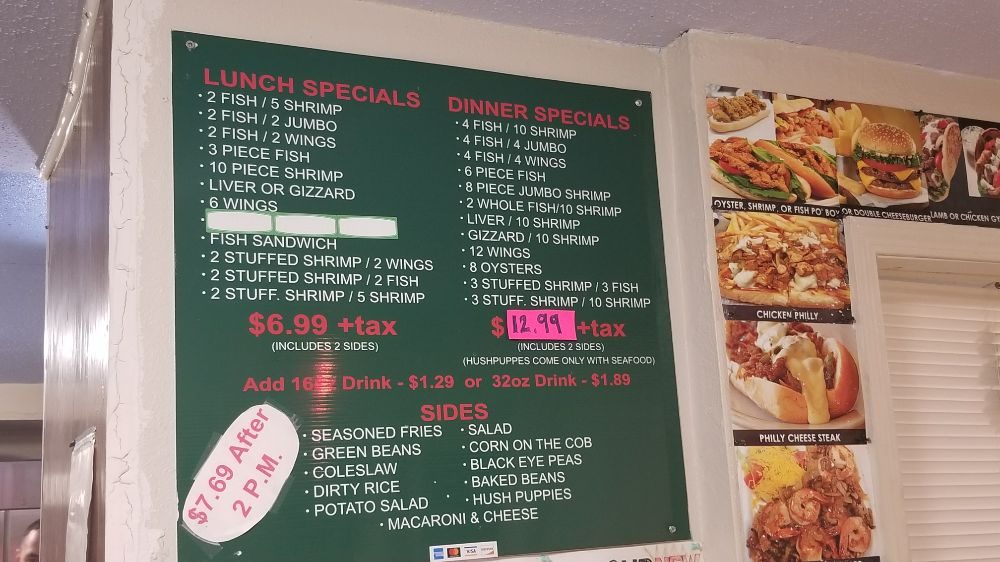 LUNCH SPECIALS
• 2 FISH / 5 SHRIMP
• 2 FISH / 2 JUMBO
• 2 FISH / 2 WINGS
• 3 PIECE FISH
• 10 PIECE SHRIMP
• LIVER OR GIZZARD
• 6 WINGS
• FISH SANDWICH
• 2 STUFFED SHRIMP / 2 WINGS
• 2 STUFFED SHRIMP / 2 FISH
• 2 STUFF. SHRIMP / 5 SHRIMP
$6.99 +tax
(INCLUDES 2 SIDES)
DINNER SPECIALS
• 4 FISH / 10 SHRIMP
• 4 FISH / 4 JUMBO
• 4 FISH / 4 WINGS
• 6 PIECE FISH
• 8 PIECE JUMBO SHRIMP
• 2 WHOLE FISH/10 SHRIMP
• LIVER / 10 SHRIMP
• GIZZARD / 10 SHRIMP
• 12 WINGS
• 8 OYSTERS
• 3 STUFFED SHRIMP / 3 FISH
• 3 STUFF. SHRIMP / 10 SHRIMP
$12.99+tax
(INCLUDES 2 SIDES)
(HUSHPUPPES COME ONLY WITH SEAFOOD)
Add 16oz Drink - $1.29 or 32oz Drink - $1.89
SIDES
• SEASONED FRIES
• GREEN BEANS
• COLESLAW
• DIRTY RICE
• POTATO SALAD
• SALAD
• CORN ON THE COB
• BLACK EYE PEAS
• BAKED BEANS
• HUSH PUPPIES
• MACARONI & CHEESE
$7.69 After
2 P.M.
VISA
NEW
OYSTER, SHRIMP, OR FISH PO' BOY
OR DOUBLE CHEESEBURGER
LAMB OR CHICKEN GY
CHICKEN PHILLY
PHILLY CHEESE STEAK